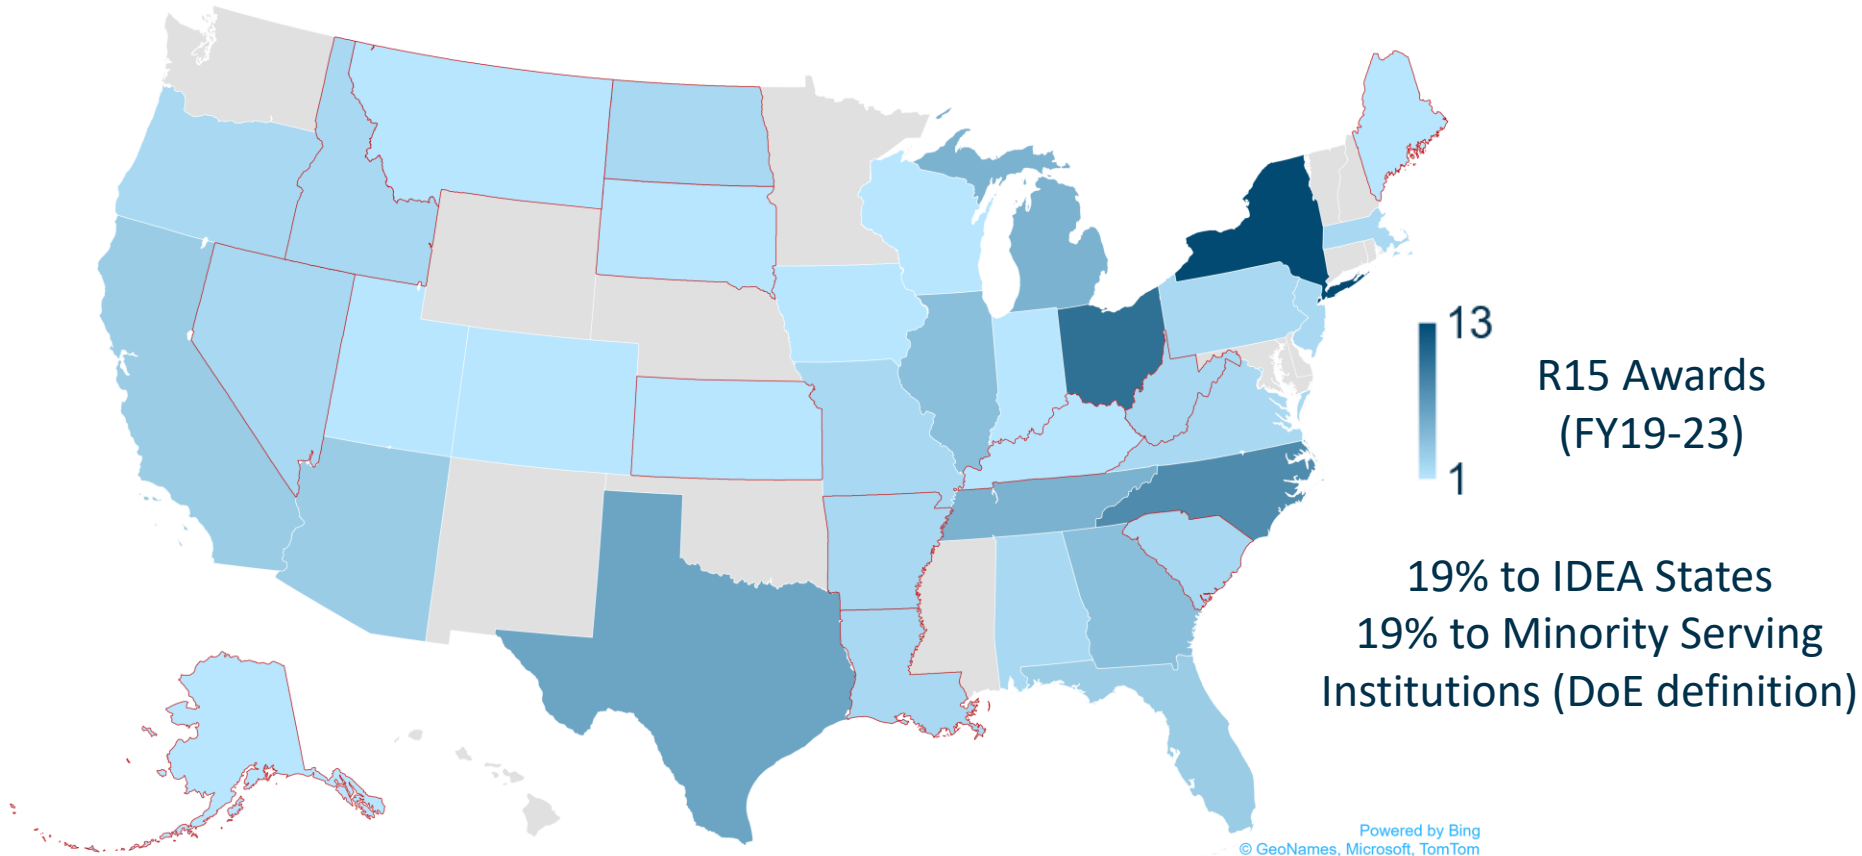 13
1
R15 Awards
(FY19-23)
19% to IDEA States
19% to Minority Serving
Institutions (DoE definition)
Powered by Bing
© GeoNames, Microsoft, TomTom